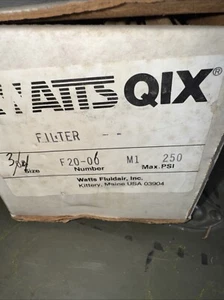 WATTS QIX®
FILTER --
3/4 F20-06 M1 250
Size Number Max. PSI
Watts Fluidair, Inc.
Kittery, Maine USA 03904